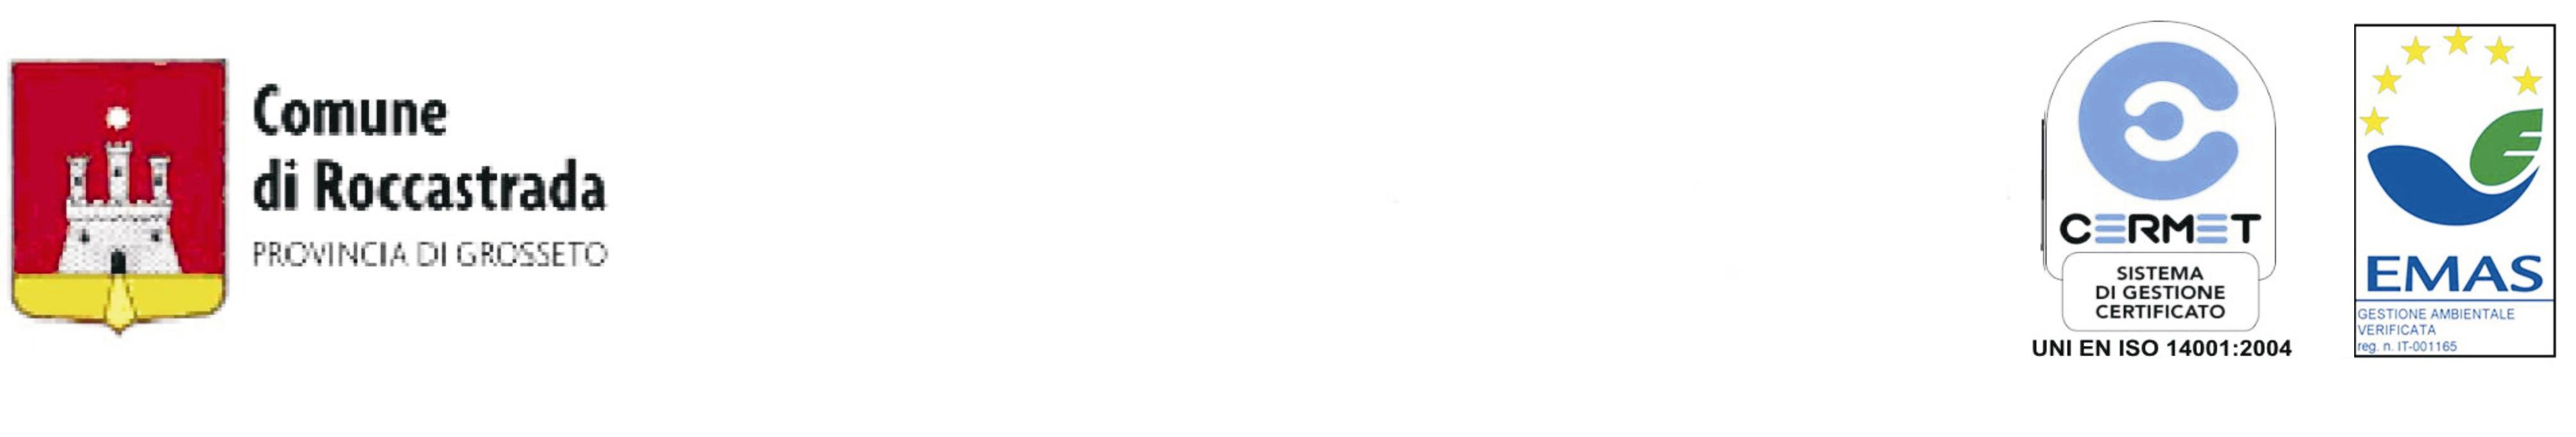 Comune
di Roccastrada
PROVINCIA DI GROSSETO
CERMET
SISTEMA
DI GESTIONE
CERTIFICATO
UNI EN ISO 14001:2004
EMAS
GESTIONE AMBIENTALE
VERIFICATA
reg. n. IT-001165